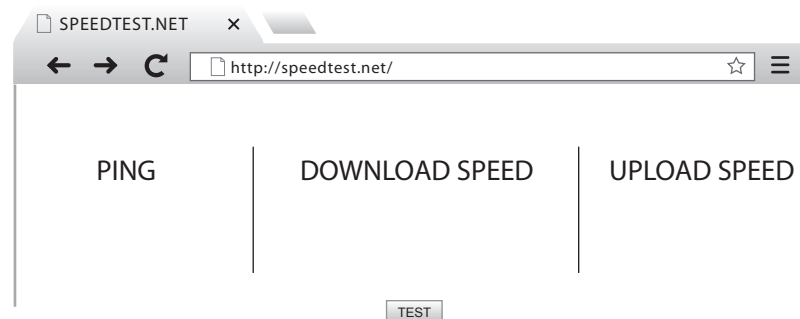 SPEEDTEST.NET
http://speedtest.net/
PING
DOWNLOAD SPEED
UPLOAD SPEED
TEST